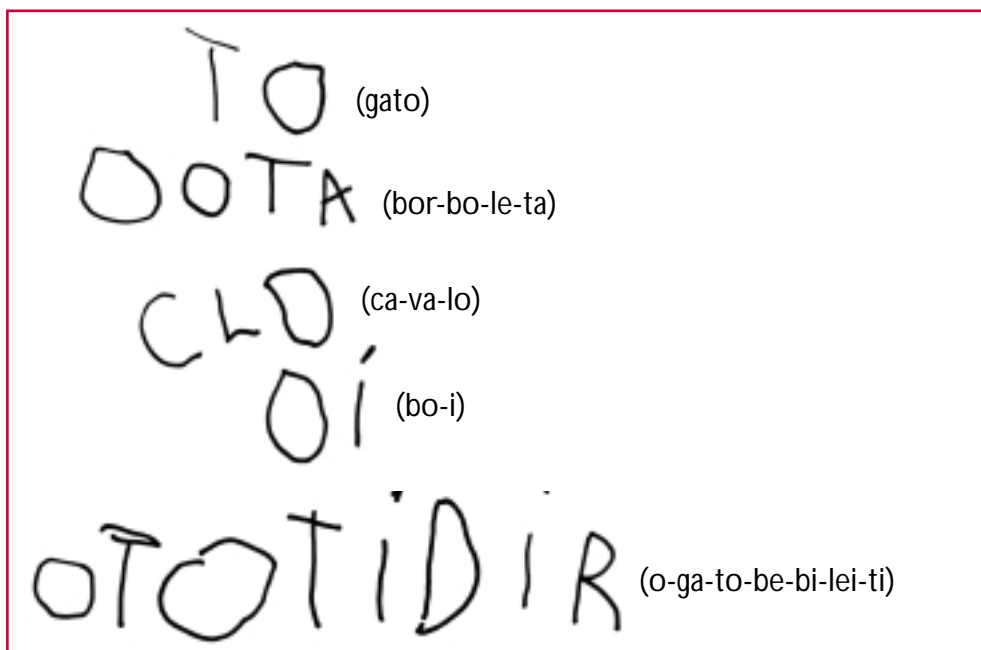 TO (gato)
OOTA (bor-bo-le-ta)
CLO (ca-va-lo)
OÍ (bo-i)
OTOTIDIR (o-ga-to-be-bi-lei-ti)